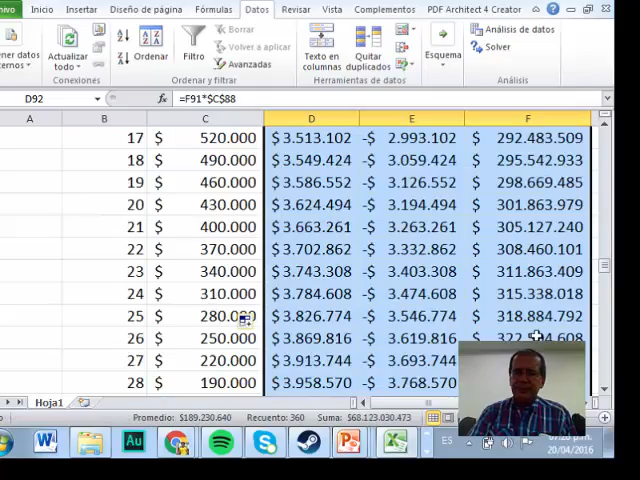 Archivo Inicio Insertar Diseño de página Fórmulas Datos Revisar Vista Complementos PDF Architect 4 Creator
Actualizar todo
Conexiones
Ordenar
Filtro
Borrar
Volver a aplicar
Avanzadas
Ordenar y filtrar
Texto en columnas
Quitar duplicados
Herramientas de datos
Esquema
Análisis de datos
Solver
Análisis
D92 fx =F91*$C$88
A B C D E F
17 $ 520.000 $ 3.513.102 -$ 2.993.102 $ 292.483.509
18 $ 490.000 $ 3.549.424 -$ 3.059.424 $ 295.542.933
19 $ 460.000 $ 3.586.552 -$ 3.126.552 $ 298.669.485
20 $ 430.000 $ 3.624.494 -$ 3.194.494 $ 301.863.979
21 $ 400.000 $ 3.663.261 -$ 3.263.261 $ 305.127.240
22 $ 370.000 $ 3.702.862 -$ 3.332.862 $ 308.460.101
23 $ 340.000 $ 3.743.308 -$ 3.403.308 $ 311.863.409
24 $ 310.000 $ 3.784.608 -$ 3.474.608 $ 315.338.018
25 $ $ 3.826.774 -$ 3.546.774 $ 318.884.792
26 $ 250.000 $ 3.869.816 -$ 3.619.816 $
27 $ 220.000 $ 3.913.744 -$ 3.693.744
28 $ 190.000 $ 3.958.570 -$ 3.768.570
Hoja1
Promedio: $189.230.640 Recuento: 360 Suma: $68.123.030.473
Au
ES
20/04/2016